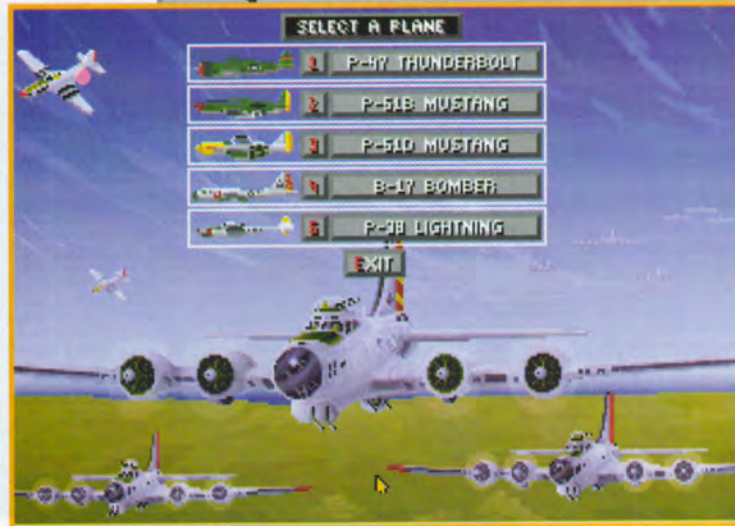 SELECT A PLANE
1 P-47 THUNDERBOLT
2 P-51B MUSTANG
3 P-51D MUSTANG
4 B-17 BOMBER
5 P-38 LIGHTNING
EXIT